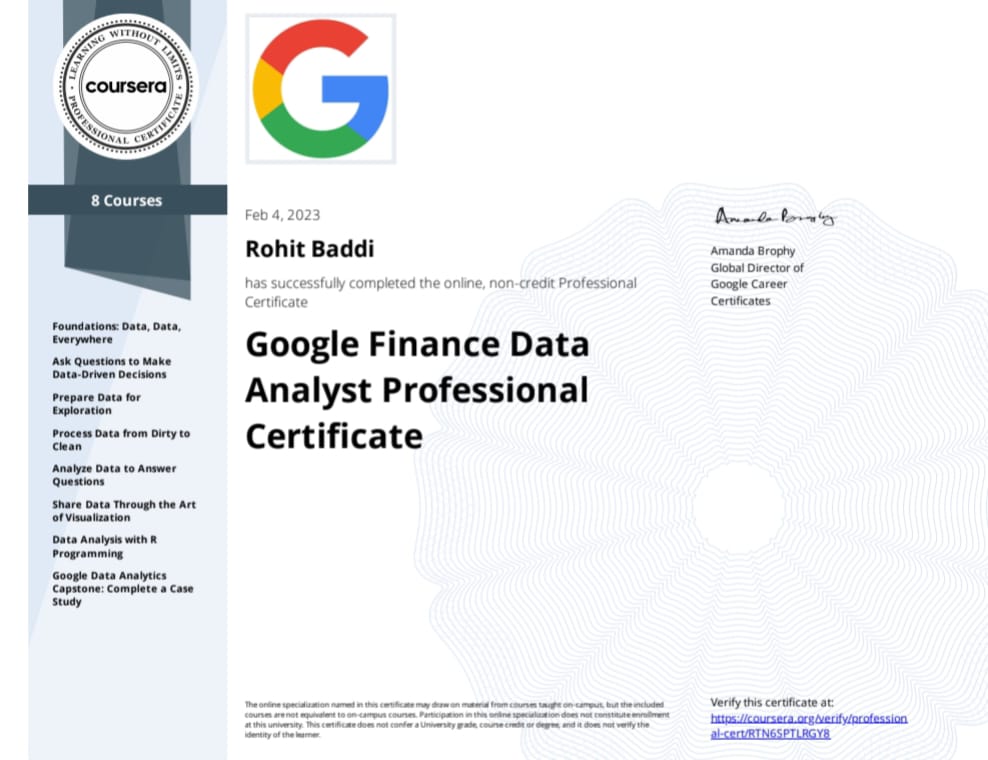 LEARNING WITHOUT LIMITS
coursera
PROFESSIONAL CERTIFICATE
8 Courses
Foundations: Data, Data,
Everywhere
Ask Questions to Make
Data-Driven Decisions
Prepare Data for
Exploration
Process Data from Dirty to
Clean
Analyze Data to Answer
Questions
Share Data Through the Art
of Visualization
Data Analysis with R
Programming
Google Data Analytics
Capstone: Complete a Case
Study
G
Feb 4, 2023
Rohit Baddi
has successfully completed the online, non-credit Professional
Certificate
Google Finance Data
Analyst Professional
Certificate
Amanda Brophy
Amanda Brophy
Global Director of
Google Career
Certificates
The online specialization named in this certificate may draw on material from courses taught on-campus, but the included
courses are not equivalent to on-campus courses. Participation in this online specialization does not constitute enrollment
at this university. This certificate does not confer a University grade, course credit or degree, and it does not verify the
identity of the learner.
Verify this certificate at:
https://coursera.org/verify/profession
al-cert/RTN6SPTLRGY8